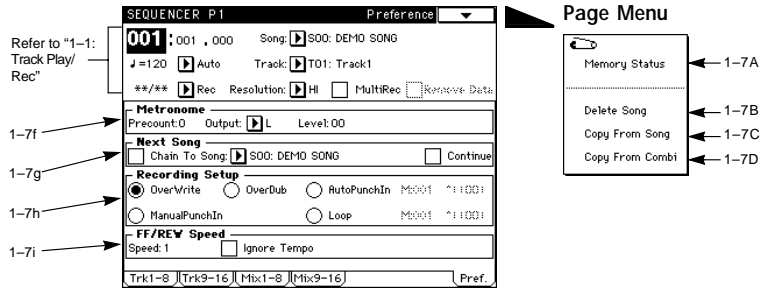 SEQUENCER P1 Preference
Page Menu
001 : 001 . 000 Song: S00: DEMO SONG
Refer to “1–1: Track Play/ Rec”
♩=120 Auto Track: T01: Track1
**/** Rec Resolution: HI MultiRec Remove Data
Metronome
Precount:0 Output: L Level:00
1–7f
Next Song
Chain To Song: S00: DEMO SONG Continue
1–7g
Recording Setup
OverWrite OverDub AutoPunchIn M:001
1–7h
ManualPunchIn Loop M:001
FF/REW Speed
Speed:1 Ignore Tempo
1–7i
Trk1-8 Trk9-16 Mix1-8 Mix9-16 Pref.
Memory Status
1–7A
Delete Song
1–7B
Copy From Song
1–7C
Copy From Combi
1–7D